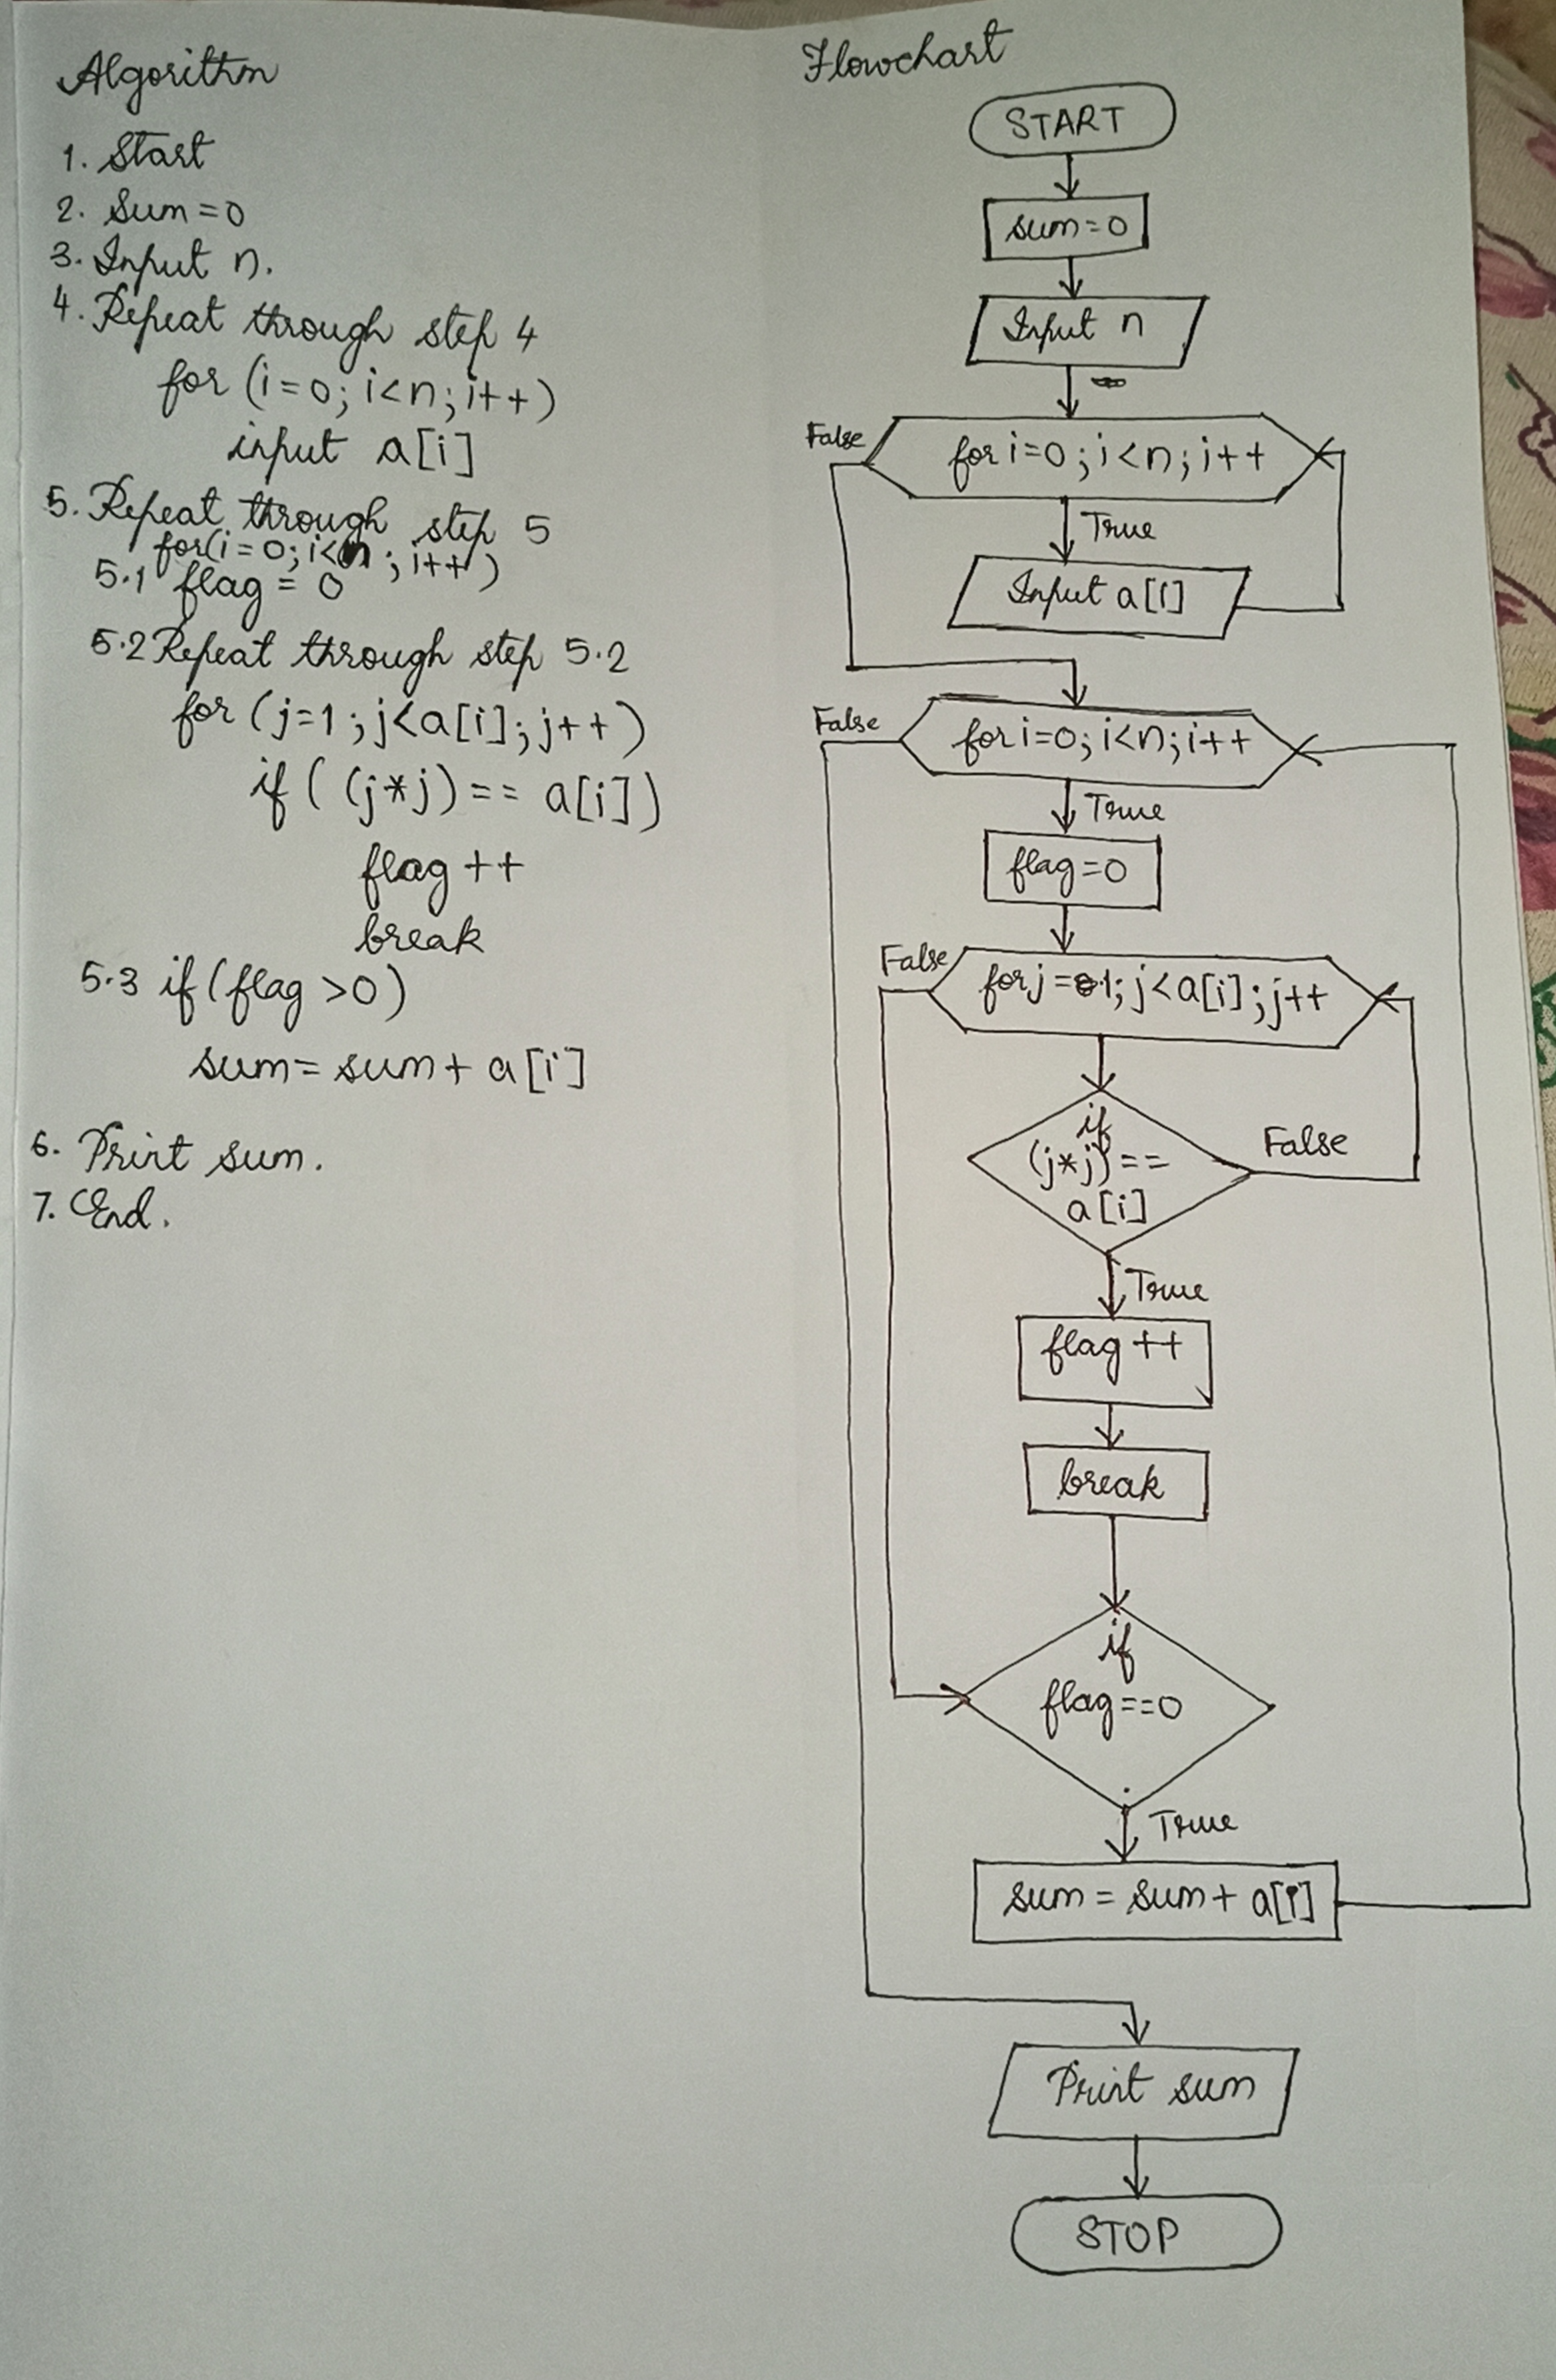 Algorithm
1. Start
2. Sum=0
3. Input n.
4. Repeat through step 4
for (i=0; i<n; i++)
input a[i]
5. Repeat through step 5
for(i=0; i<n; i++)
5.1 flag = 0
5.2 Repeat through step 5.2
for (j=1; j<a[i]; j++)
if ( (j*j) == a[i])
flag ++
break
5.3 if (flag >0)
sum= sum+ a[i]
6. Print sum.
7. End.
Flowchart
START
sum=0
Input n
False
for i=0; i<n; i++
True
Input a[i]
False
for i=0; i<n; i++
True
flag=0
False
for j=1; j<a[i]; j++
if
(j*j) ==
a[i]
False
True
flag ++
break
if
flag==0
True
sum = sum+ a[i]
Print sum
STOP